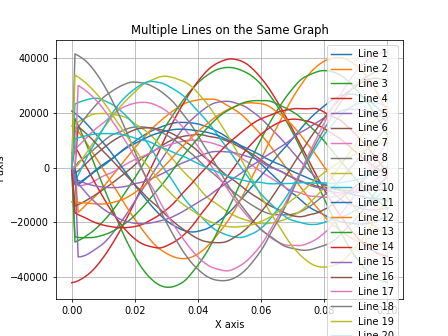 Multiple Lines on the Same Graph
40000
20000
0
−20000
−40000
0.00
0.02
0.04
0.06
X axis
Line 1
Line 2
Line 3
Line 4
Line 5
Line 6
Line 7
Line 8
Line 9
Line 10
Line 11
Line 12
Line 13
Line 14
Line 15
Line 16
Line 17
Line 18
Line 19
Line 20